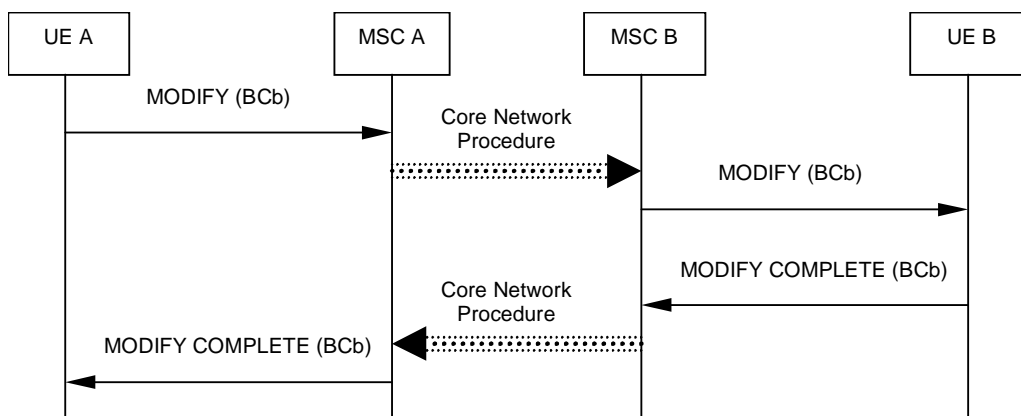 UE A
MSC A
MSC B
UE B
MODIFY (BCb)
Core Network
Procedure
MODIFY (BCb)
MODIFY COMPLETE (BCb)
Core Network
Procedure
MODIFY COMPLETE (BCb)